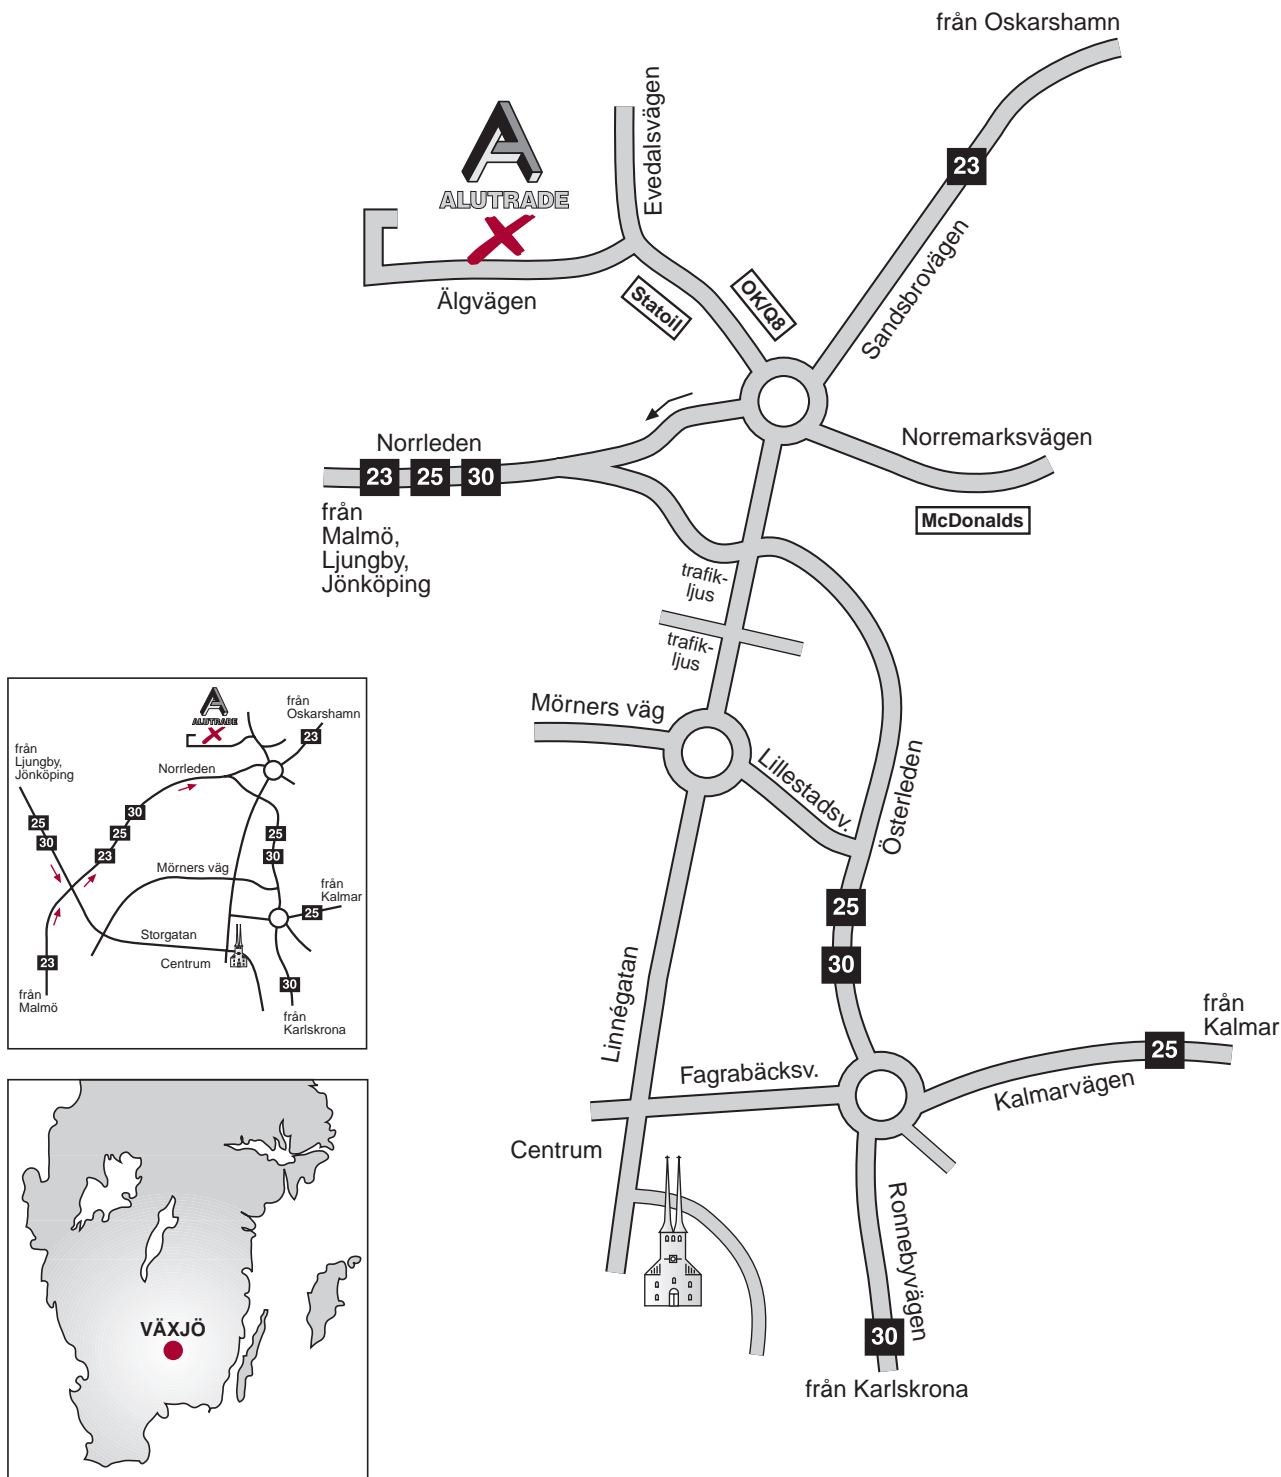 från Oskarshamn
Evedalsvägen
23
ALUTRADE
Sandsbrovägen
Älgvägen
Statoil
OK/Q8
Norrleden
23 25 30
från
Malmö,
Ljungby,
Jönköping
Norremarksvägen
McDonalds
trafik-
ljus
trafik-
ljus
Mörners väg
Lillestadsv.
Österleden
25
30
Linnégatan
från
Kalmar
25
Kalmarvägen
Fagrabäcksv.
Centrum
Ronnebyvägen
30
från Karlskrona
ALUTRADE
från
Oskarshamn
23
från
Ljungby,
Jönköping
Norrleden
25
30
30
25
23
25
30
Mörners väg
från
Kalmar
25
Storgatan
Centrum
23
från
Malmö
30
från
Karlskrona
VÄXJÖ